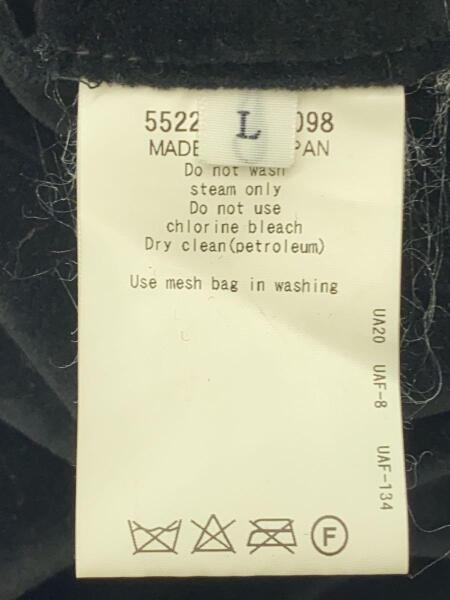 5522 L 098
MADE PAN
Do not wash
steam only
Do not use
chlorine bleach
Dry clean(petroleum)
Use mesh bag in washing
UA20 UAF-8 UAF-134
F